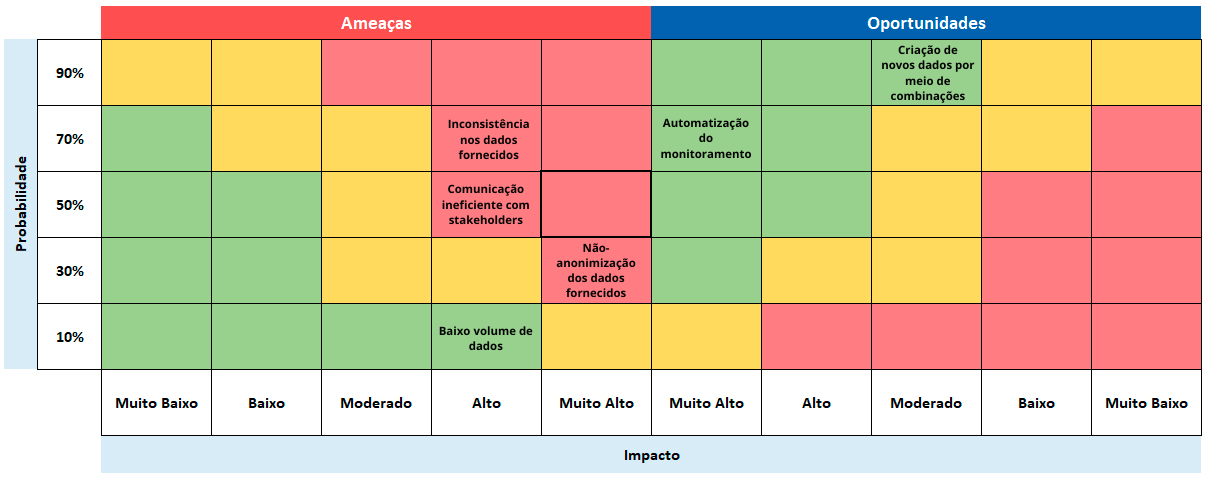 Ameaças Oportunidades
Probabilidade
90%
Criação de
novos dados por
meio de
combinações
70%
Inconsistência
nos dados
fornecidos
Automatização
do
monitoramento
50%
Comunicação
ineficiente com
stakeholders
30%
Não-
anonimização
dos dados
fornecidos
10%
Baixo volume de
dados
Muito Baixo Baixo Moderado Alto Muito Alto Muito Alto Alto Moderado Baixo Muito Baixo
Impacto